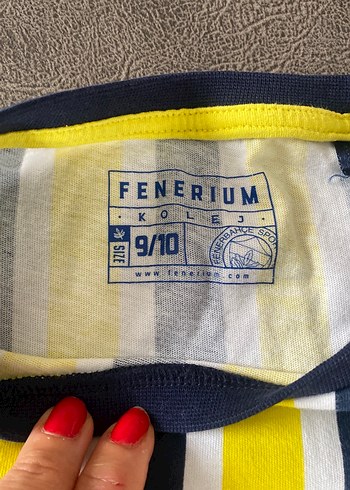 FENERIUM
· KOLEJ ·
SIZE 9/10
FENERBAHÇE SPOR
www.fenerium.com